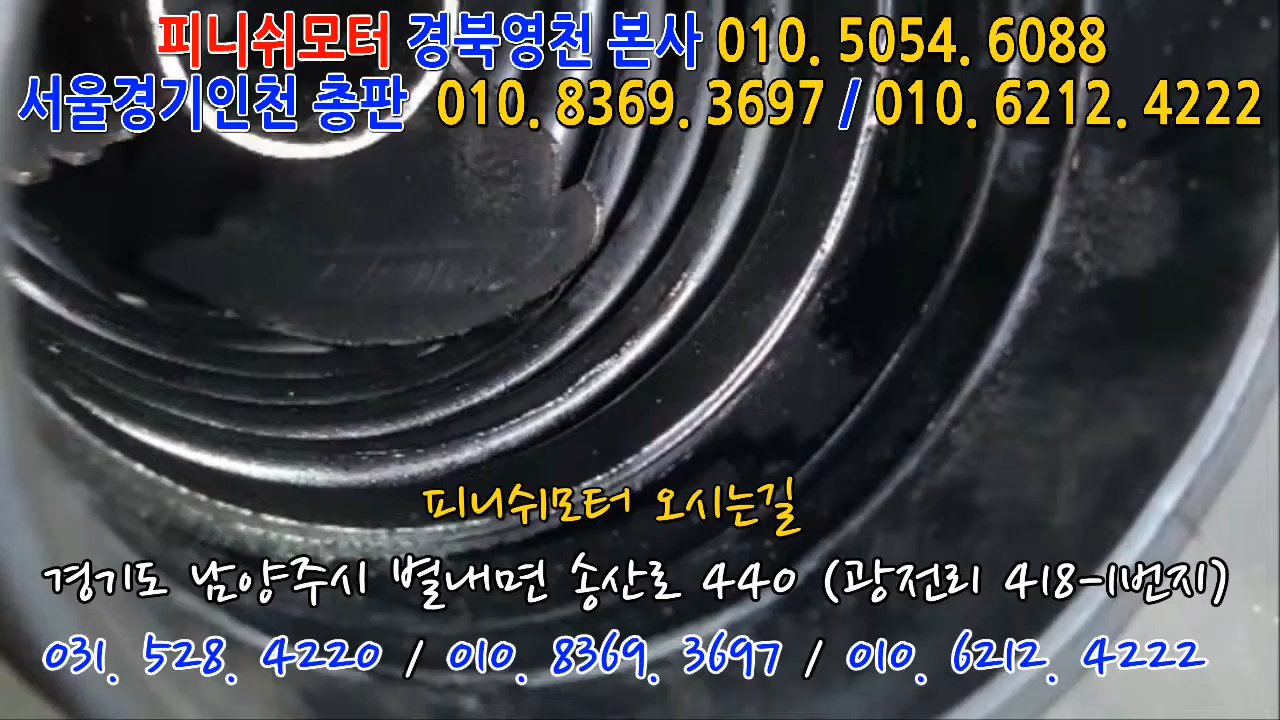 피니쉬모터 경북영천 본사 010. 5054. 6088
서울경기인천 총판 010. 8369. 3697 / 010. 6212. 4222
피니쉬모터 오시는길
경기도 남양주시 별내면 송산로 440 (광전리 418-1번지)
031. 528. 4220 / 010. 8369. 3697 / 010. 6212. 4222